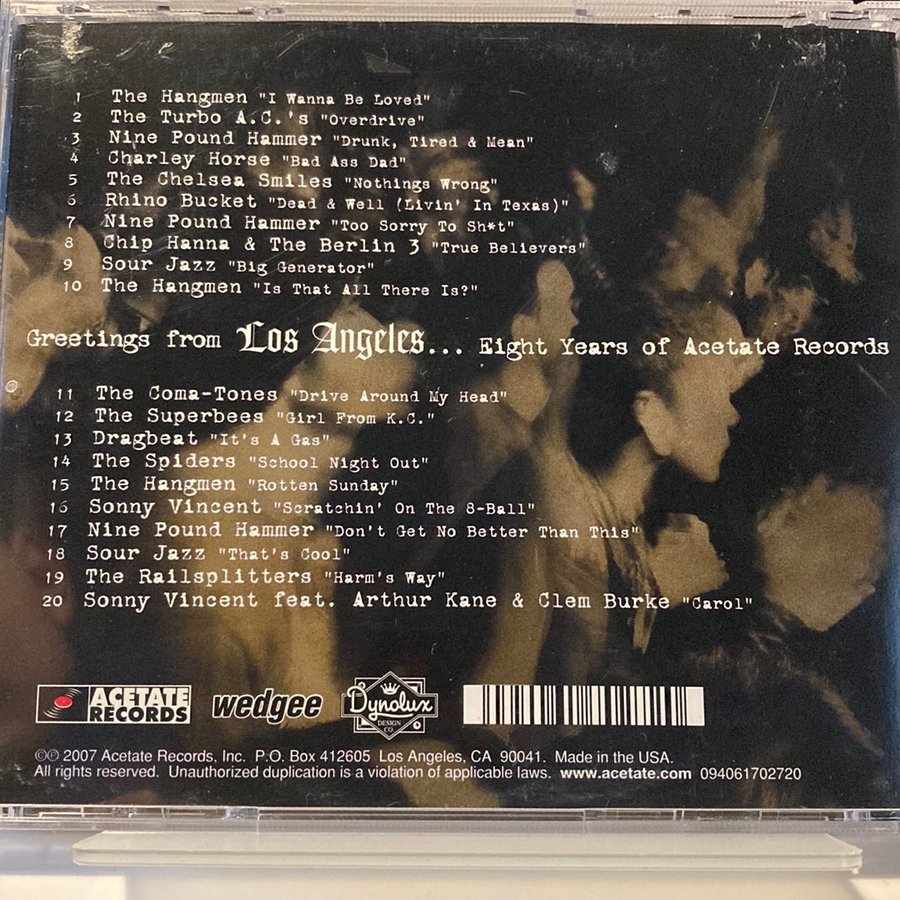 1 The Hangmen "I Wanna Be Loved"
2 The Turbo A.C.'s "Overdrive"
3 Nine Pound Hammer "Drunk, Tired & Mean"
4 Charley Horse "Bad Ass Dad"
5 The Chelsea Smiles "Nothings Wrong"
6 Rhino Bucket "Dead & Well (Livin' In Texas)"
7 Nine Pound Hammer "Too Sorry To Sh*t"
8 Chip Hanna & The Berlin 3 "True Believers"
9 Sour Jazz "Big Generator"
10 The Hangmen "Is That All There Is?"
Greetings from Los Angeles... Eight Years of Acetate Records
11 The Coma-Tones "Drive Around My Head"
12 The Superbees "Girl From K.C."
13 Dragbeat "It's A Gas"
14 The Spiders "School Night Out"
15 The Hangmen "Rotten Sunday"
16 Sonny Vincent "Scratchin' On The 8-Ball"
17 Nine Pound Hammer "Don't Get No Better Than This"
18 Sour Jazz "That's Cool"
19 The Railsplitters "Harm's Way"
20 Sonny Vincent feat. Arthur Kane & Clem Burke "Carol"
ACETATE RECORDS wedgee Dynolux DESIGN CO
©℗ 2007 Acetate Records, Inc. P.O. Box 412605 Los Angeles, CA 90041. Made in the USA.
All rights reserved. Unauthorized duplication is a violation of applicable laws. www.acetate.com 094061702720